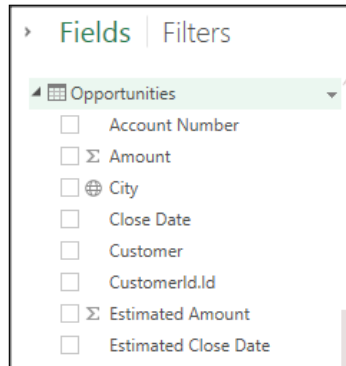 Fields | Filters
Opportunities
Account Number
Σ Amount
City
Close Date
Customer
CustomerId.Id
Σ Estimated Amount
Estimated Close Date